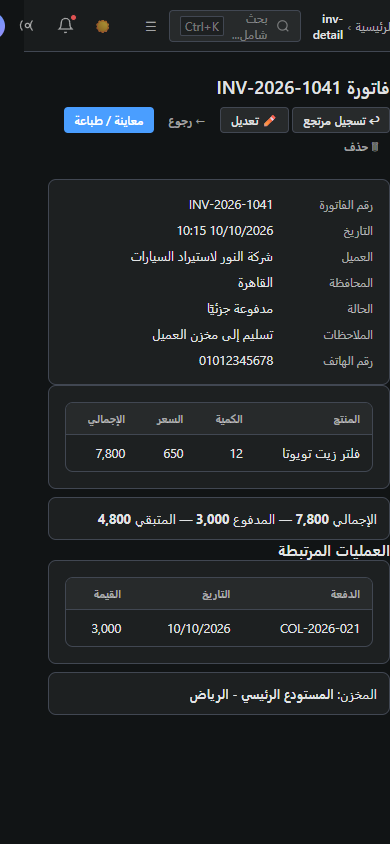 الرئيسية › inv-detail
بحث شامل... Ctrl+K
فاتورة INV-2026-1041
تسجيل مرتجع
تعديل
← رجوع
معاينة / طباعة
حذف
رقم الفاتورة INV-2026-1041
التاريخ 10/10/2026 10:15
العميل شركة النور لاستيراد السيارات
المحافظة القاهرة
الحالة مدفوعة جزئيًا
الملاحظات تسليم إلى مخزن العميل
رقم الهاتف 01012345678
المنتج الكمية السعر الإجمالي
فلتر زيت تويوتا 12 650 7,800
الإجمالي 7,800 — المدفوع 3,000 — المتبقي 4,800
العمليات المرتبطة
الدفعة التاريخ القيمة
COL-2026-021 10/10/2026 3,000
المخزن: المستودع الرئيسي - الرياض